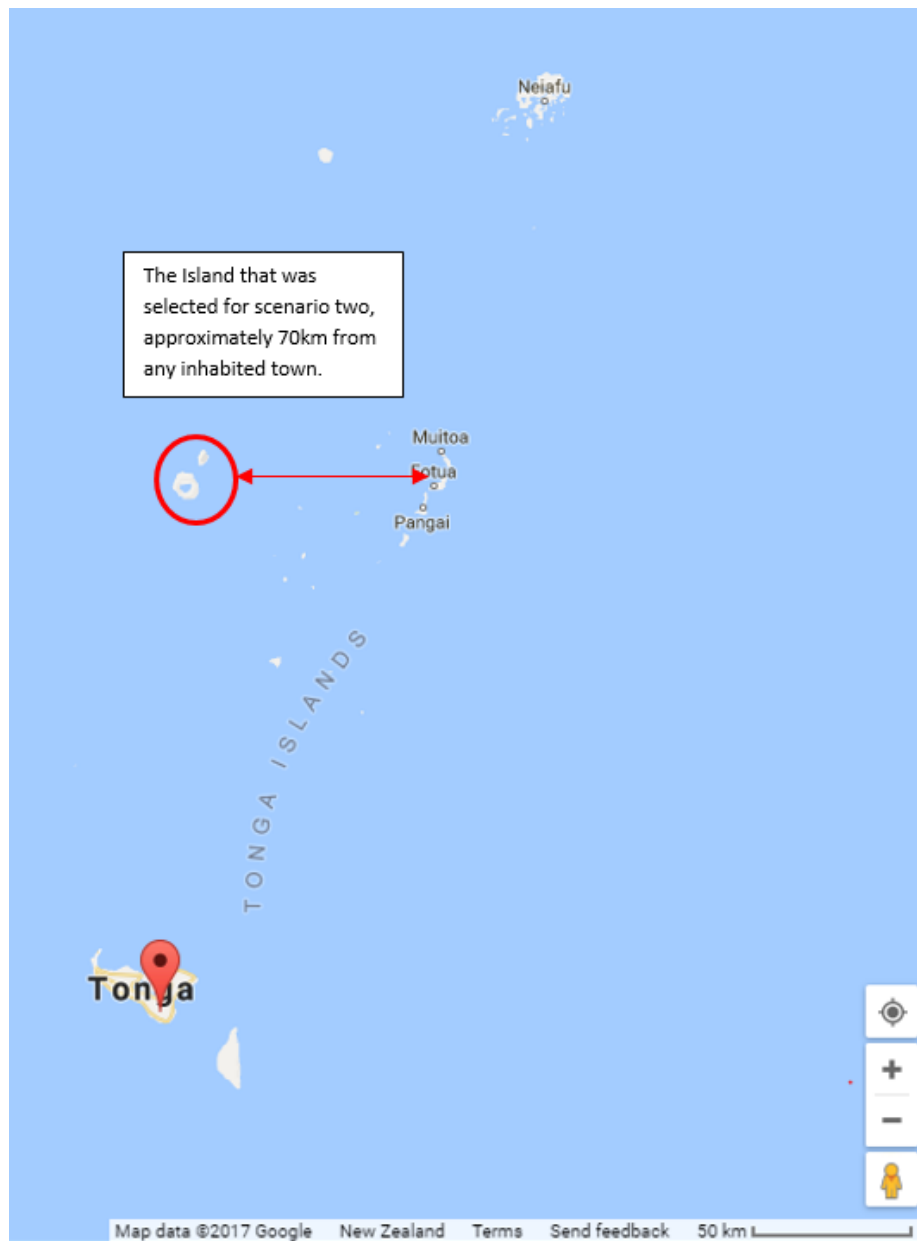 Neiafu
The Island that was
selected for scenario two,
approximately 70km from
any inhabited town.
Muitoa
Fotua
Pangai
TONGA ISLANDS
Tonga
Map data ©2017 Google New Zealand Terms Send feedback 50 km